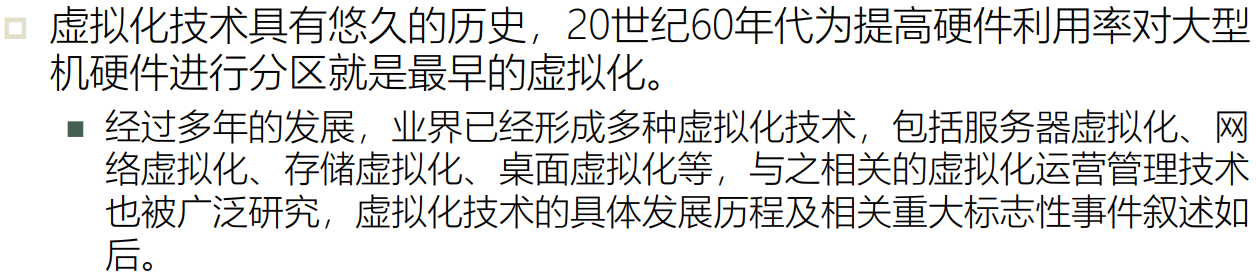 虚拟化技术具有悠久的历史，20世纪60年代为提高硬件利用率对大型
机硬件进行分区就是最早的虚拟化。
经过多年的发展，业界已经形成多种虚拟化技术，包括服务器虚拟化、网
络虚拟化、存储虚拟化、桌面虚拟化等，与之相关的虚拟化运营管理技术
也被广泛研究，虚拟化技术的具体发展历程及相关重大标志性事件叙述如
后。